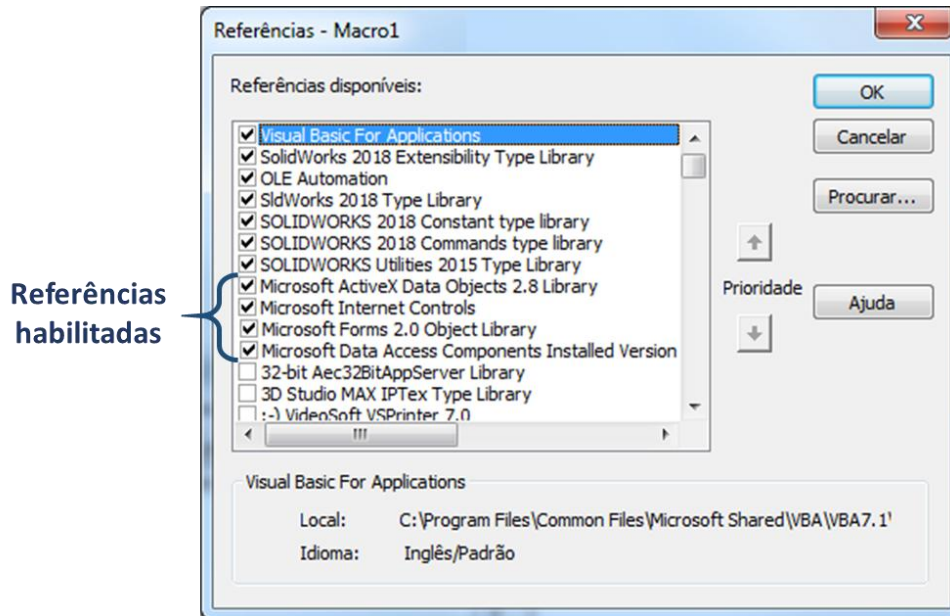 Referências - Macro1
Referências disponíveis:
OK
Cancelar
Procurar...
Prioridade
Ajuda
Visual Basic For Applications
SolidWorks 2018 Extensibility Type Library
OLE Automation
SldWorks 2018 Type Library
SOLIDWORKS 2018 Constant type library
SOLIDWORKS 2018 Commands type library
SOLIDWORKS Utilities 2015 Type Library
Microsoft ActiveX Data Objects 2.8 Library
Microsoft Internet Controls
Microsoft Forms 2.0 Object Library
Microsoft Data Access Components Installed Version
32-bit Aec32BitAppServer Library
3D Studio MAX IPTex Type Library
:-) VideoSoft VSPrinter 7.0
Referências
habilitadas
Visual Basic For Applications
Local: C:\Program Files\Common Files\Microsoft Shared\VBA\VBA7.1\
Idioma: Inglês/Padrão